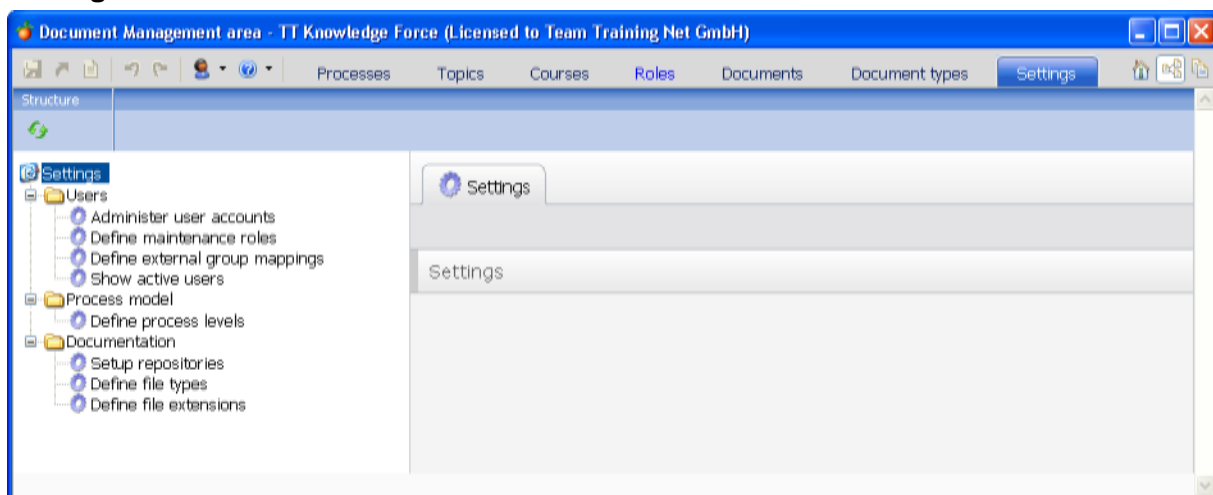 Document Management area - TT Knowledge Force (Licensed to Team Training Net GmbH)
Processes Topics Courses Roles Documents Document types Settings
Structure
Settings
Users
Administer user accounts
Define maintenance roles
Define external group mappings
Show active users
Process model
Define process levels
Documentation
Setup repositories
Define file types
Define file extensions
Settings
Settings